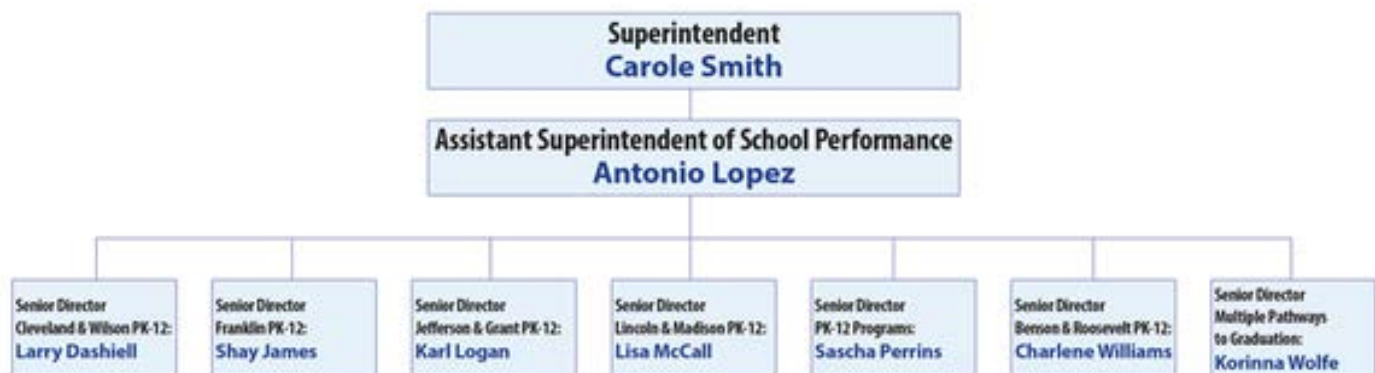 Superintendent
Carole Smith
Assistant Superintendent of School Performance
Antonio Lopez
Senior Director
Cleveland & Wilson PK-12:
Larry Dashiell
Senior Director
Franklin PK-12:
Shay James
Senior Director
Jefferson & Grant PK-12:
Karl Logan
Senior Director
Lincoln & Madison PK-12:
Lisa McCall
Senior Director
PK-12 Programs:
Sascha Perrins
Senior Director
Benson & Roosevelt PK-12:
Charlene Williams
Senior Director
Multiple Pathways
to Graduation:
Korinna Wolfe